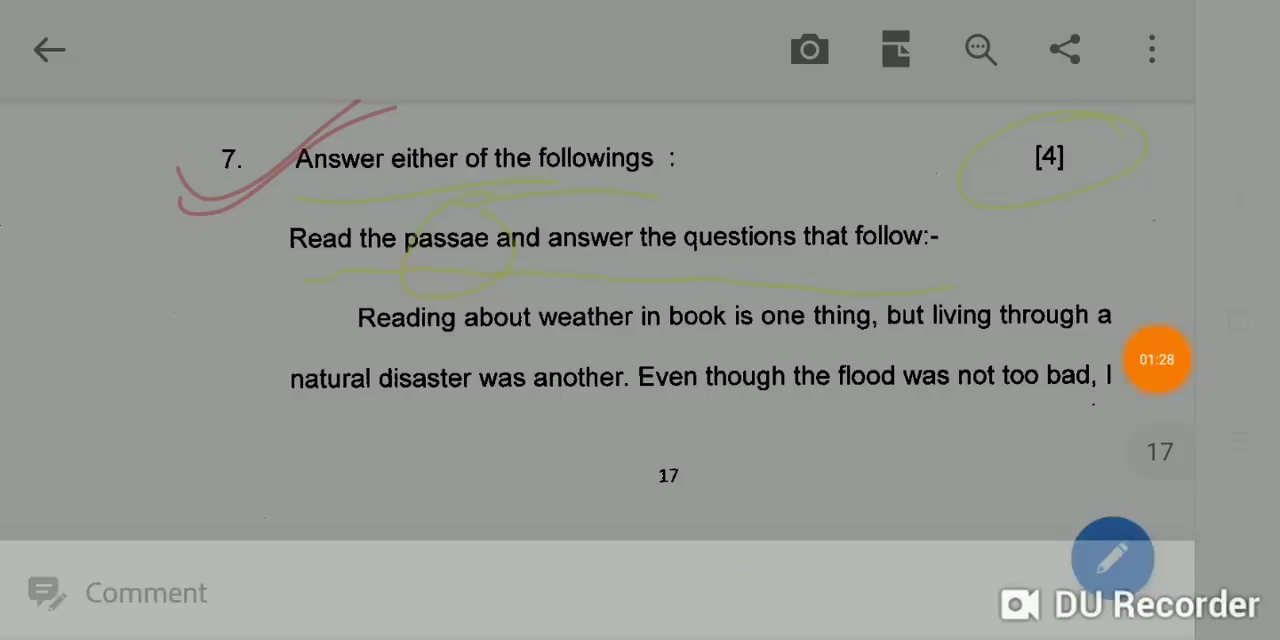 7. Answer either of the followings : [4]
Read the passae and answer the questions that follow:-
Reading about weather in book is one thing, but living through a
natural disaster was another. Even though the flood was not too bad, I
01:28
17
17
Comment
DU Recorder